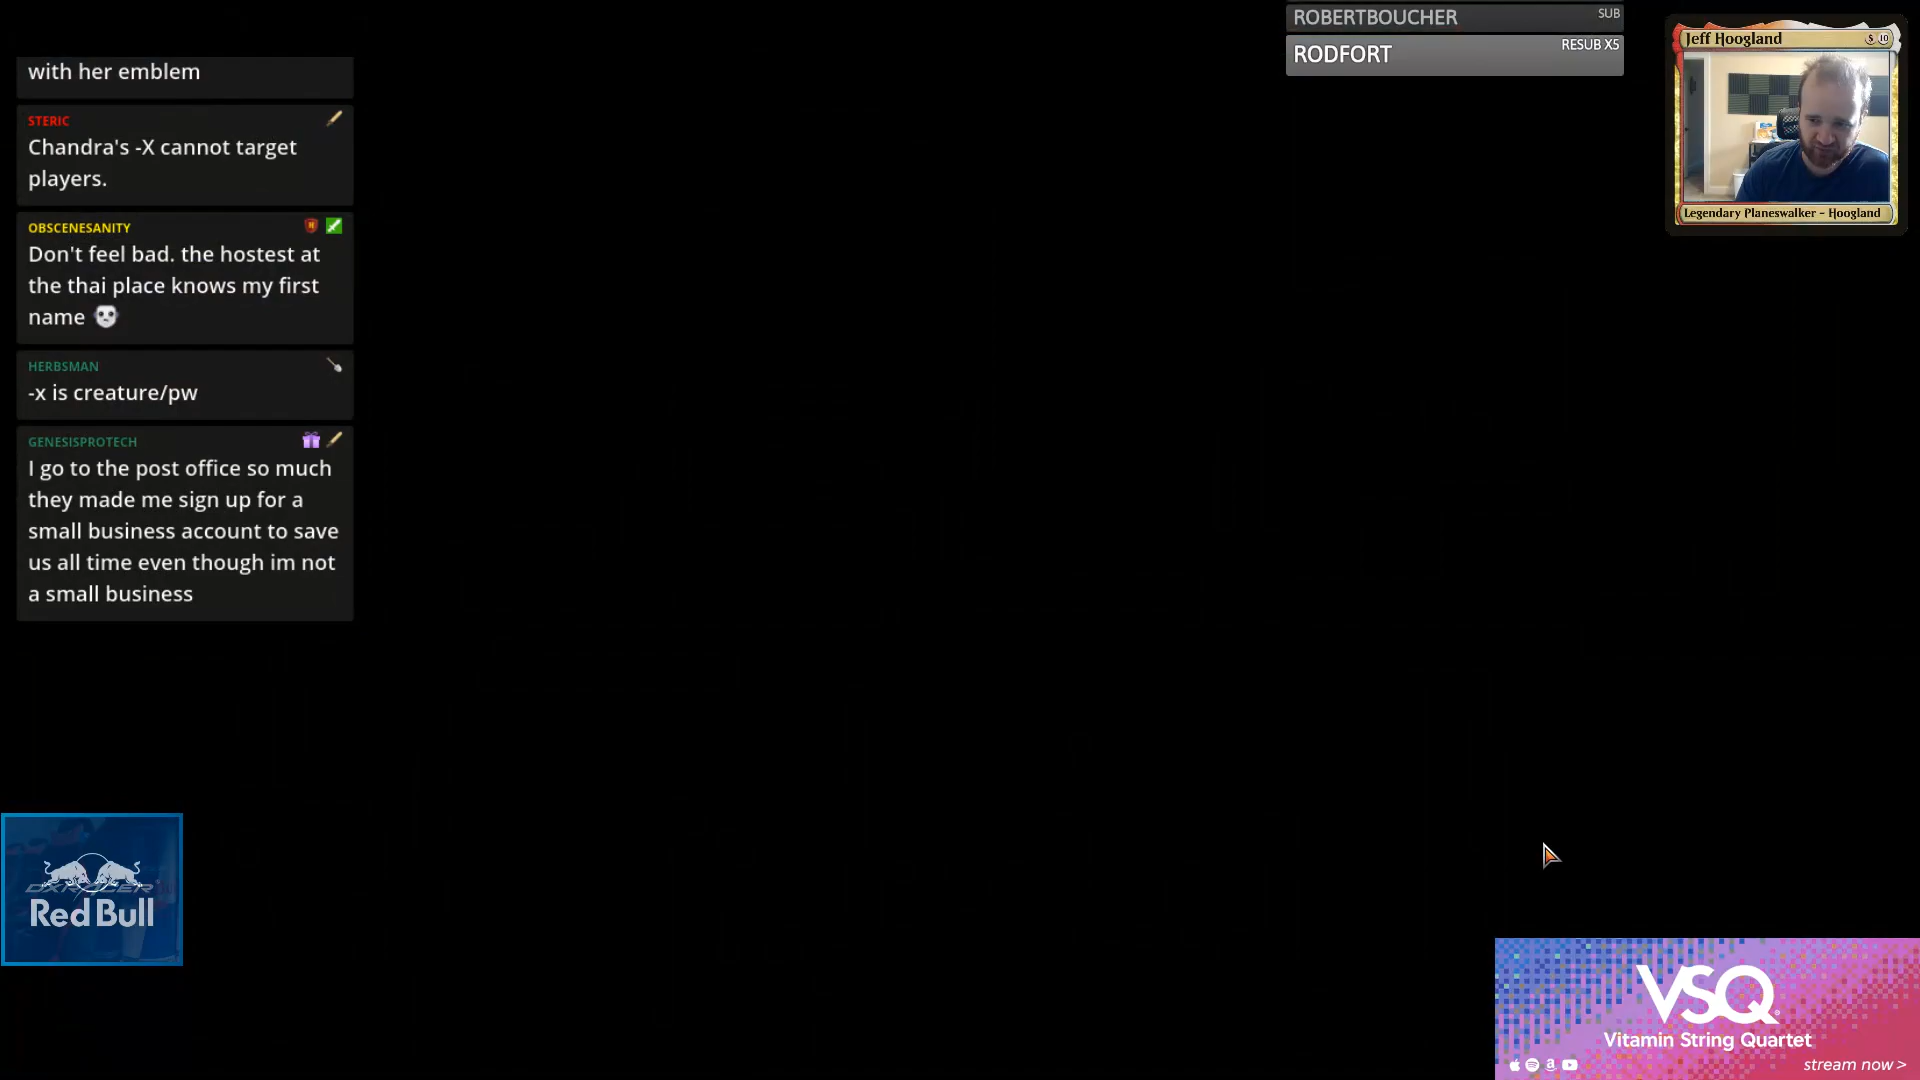 with her emblem
STERIC
Chandra's -X cannot target
players.
OBSCENESANITY
Don't feel bad. the hostest at
the thai place knows my first
name
HERBSMAN
-x is creature/pw
GENESISPROTECH
I go to the post office so much
they made me sign up for a
small business account to save
us all time even though im not
a small business
ROBERTBOUCHER SUB
RODFORT RESUB X5
Jeff Hoogland 10
Legendary Planeswalker - Hoogland
DXRACER
Red Bull
VSQ
Vitamin String Quartet
stream now >